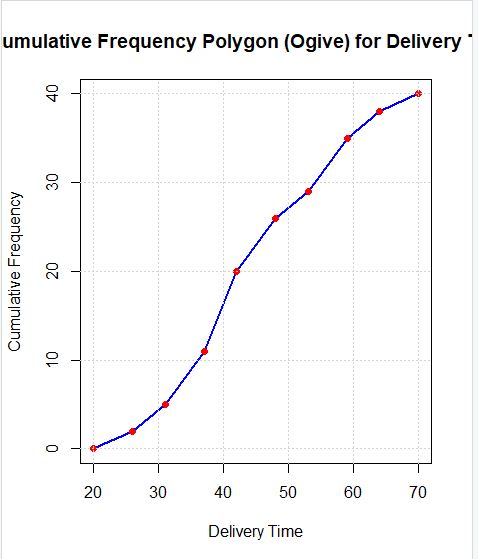 umulative Frequency Polygon (Ogive) for Delivery
40
30
20
10
0
Cumulative Frequency
20 30 40 50 60 70
Delivery Time